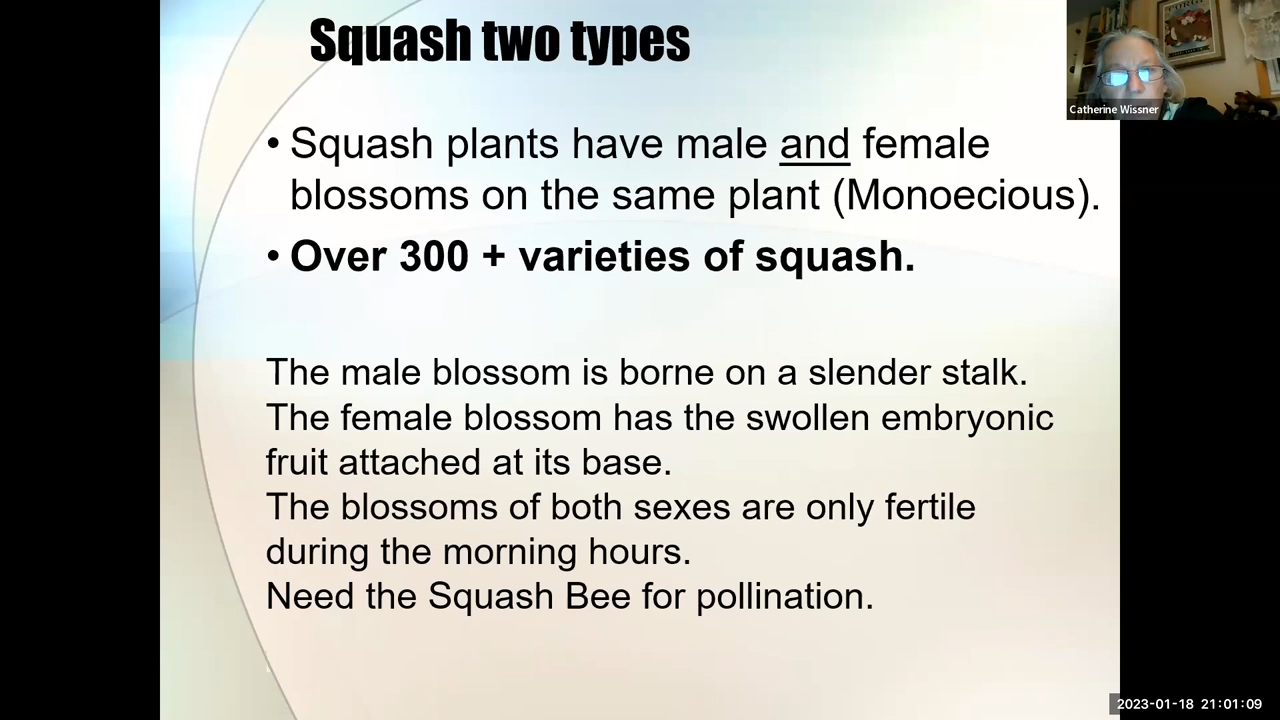 Squash two types
• Squash plants have male and female
blossoms on the same plant (Monoecious).
• Over 300 + varieties of squash.
The male blossom is borne on a slender stalk.
The female blossom has the swollen embryonic
fruit attached at its base.
The blossoms of both sexes are only fertile
during the morning hours.
Need the Squash Bee for pollination.
Catherine Wissner
2023-01-18 21:01:09